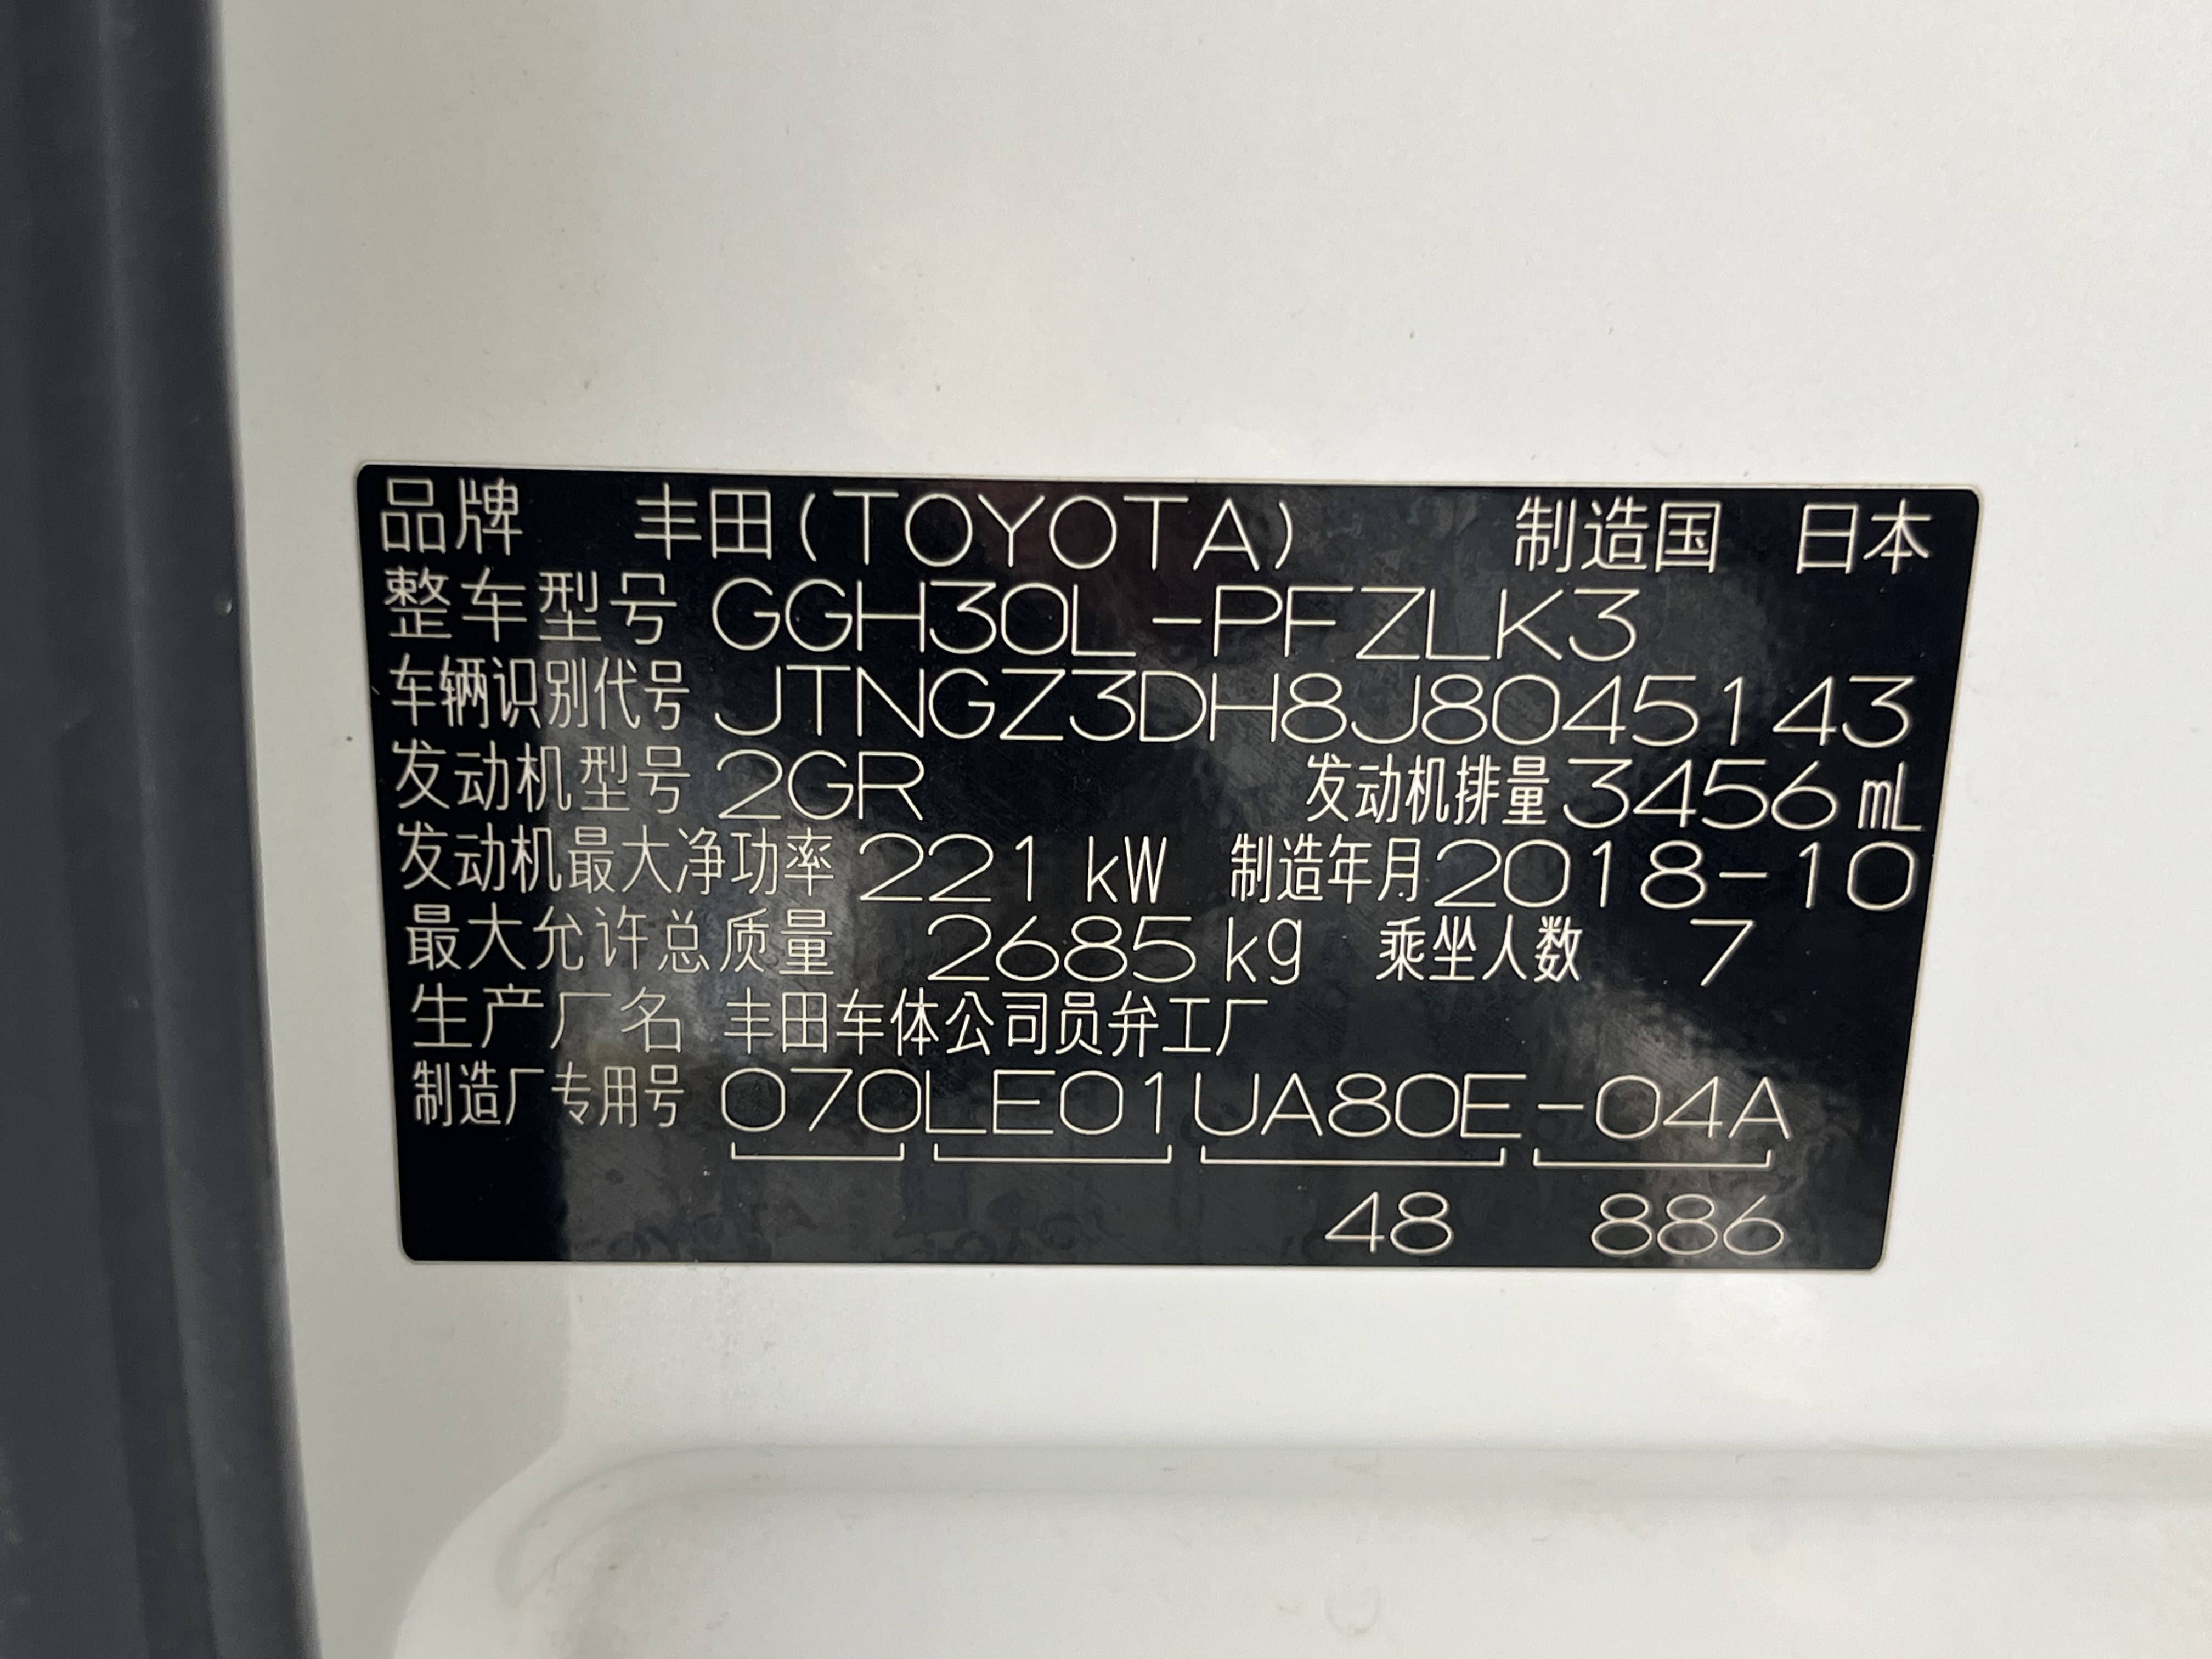 品牌 丰田(TOYOTA) 制造国 日本
整车型号 GGH30L-PFZLK3
车辆识别代号 JTNGZ3DH8J8045143
发动机型号 2GR 发动机排量 3456 mL
发动机最大净功率 221 kW 制造年月 2018-10
最大允许总质量 2685 kg 乘坐人数 7
生产厂名 丰田车体公司员弁工厂
制造厂专用号 070LE01UA80E-04A
48 886